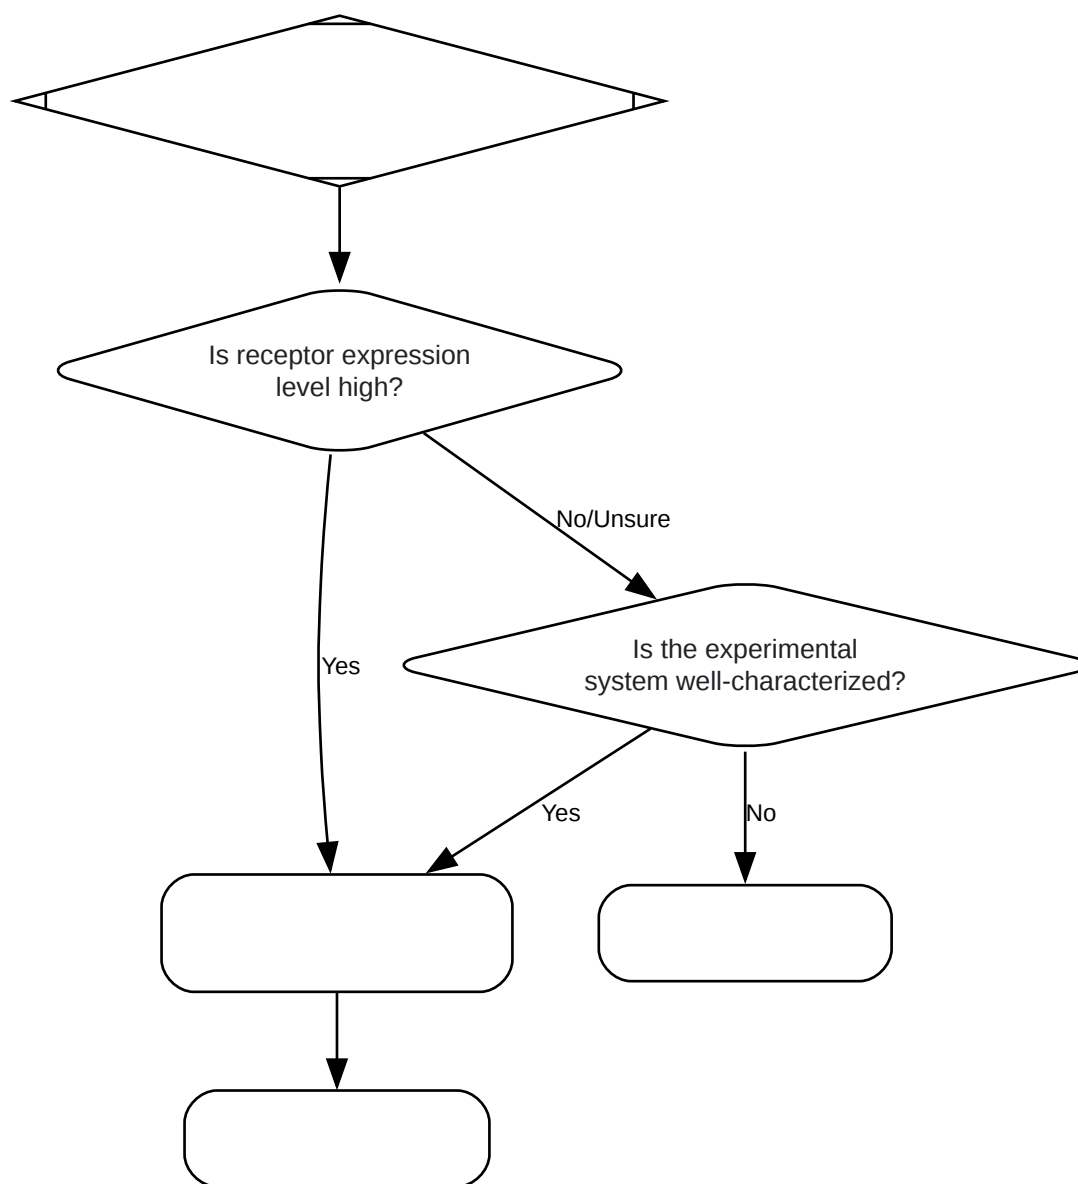 Is receptor expression
level high?
No/Unsure
Is the experimental
system well-characterized?
Yes
Yes
No